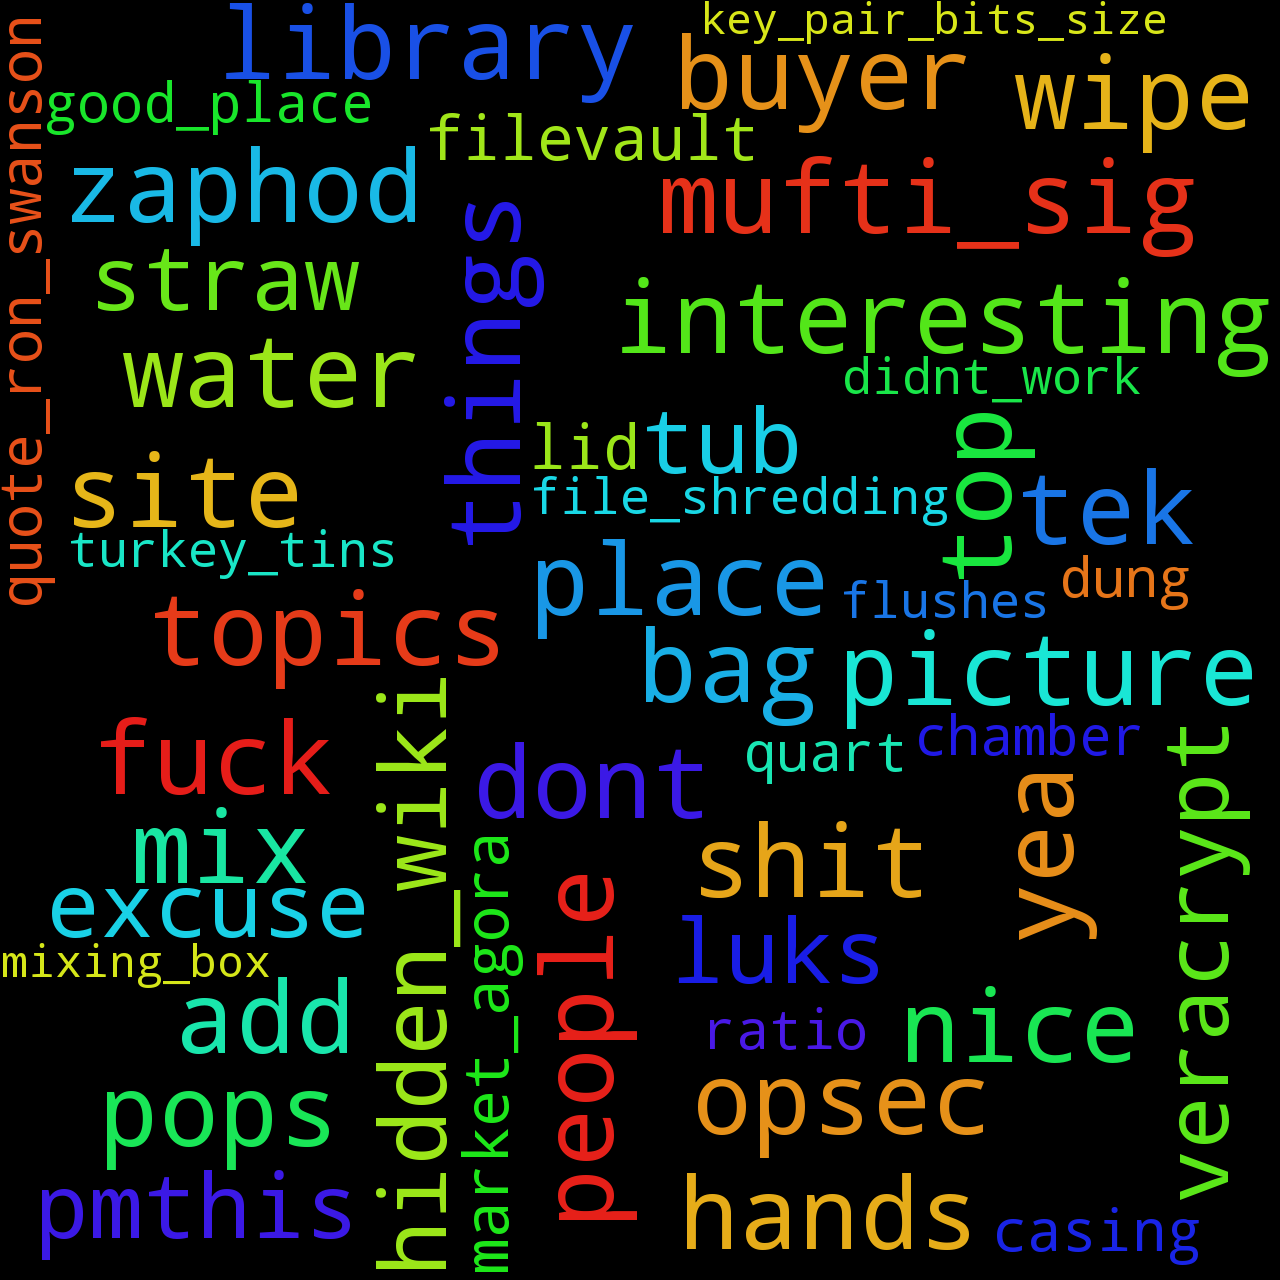 library
key_pair_bits_size
buyer
wipe
good_place
filevault
quote_ron_swanson
zaphod
mufti_sig
things
straw
interesting
water
didnt_work
lid
tub
top
site
file_shredding
tek
turkey_tins
place
flushes
dung
topics
bag
picture
hidden_wiki
fuck
dont
quart
chamber
veracrypt
yea
mix
shit
market_agora
people
excuse
luks
mixing_box
add
ratio
nice
pops
opsec
pmthis
hands
casing